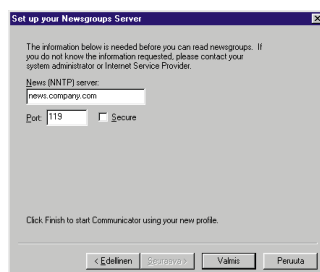 Set up your Newsgroups Server
The information below is needed before you can read newsgroups. If
you do not know the information requested, please contact your
system administrator or Internet Service Provider.
News (NNTP) server:
news.company.com
Port: 119 Secure
Click Finish to start Communicator using your new profile.
< Edellinen Seuraava > Valmis Peruuta